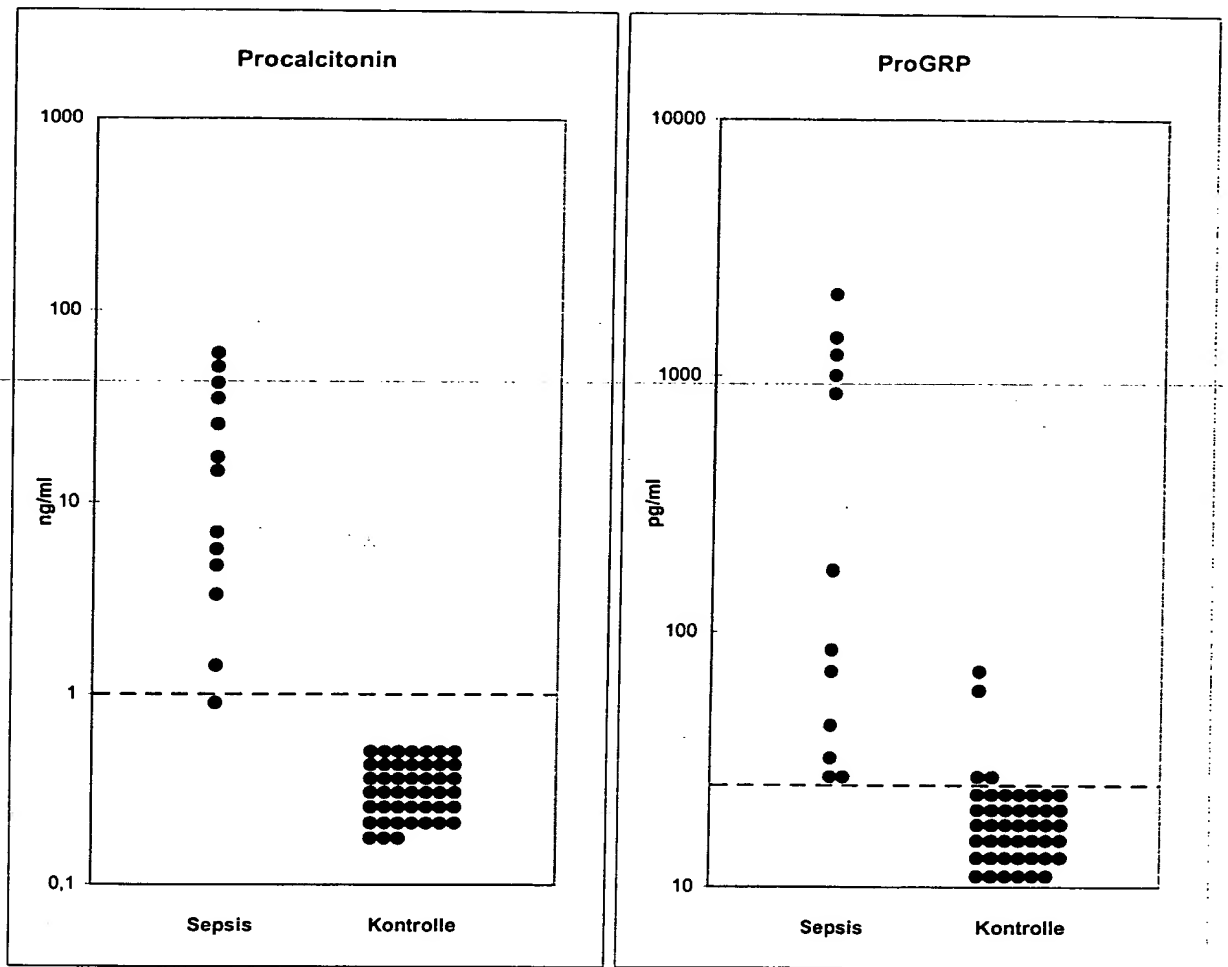 Procalcitonin
1000
100
10
1
0,1
ng/ml
Sepsis Kontrolle
ProGRP
10000
1000
100
10
pg/ml
Sepsis Kontrolle